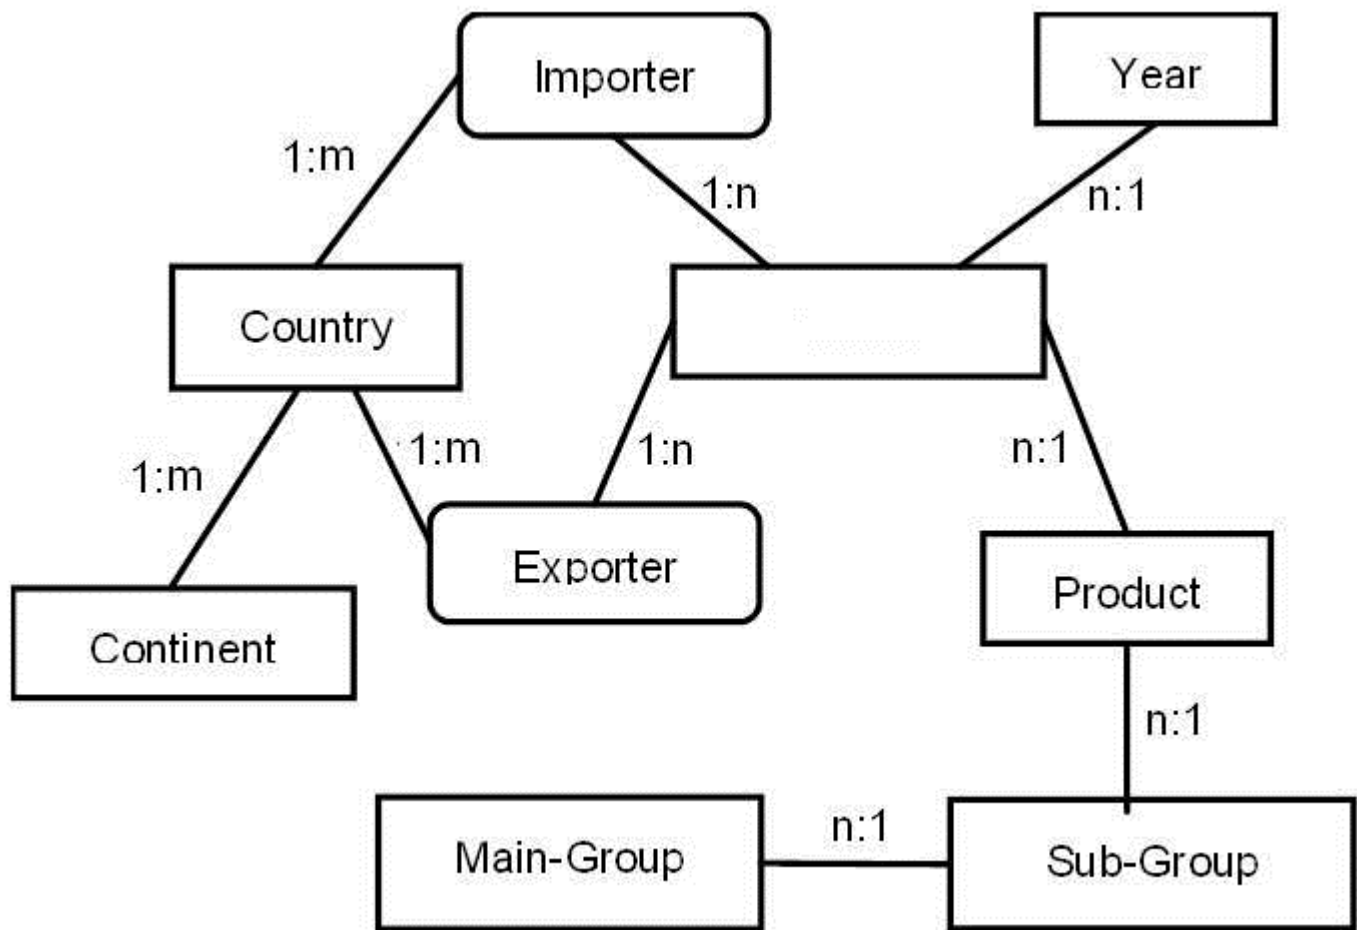 Importer
Year
1:m
1:n
n:1
Country
1:m
1:m
1:n
n:1
Exporter
Product
Continent
n:1
Main-Group
n:1
Sub-Group